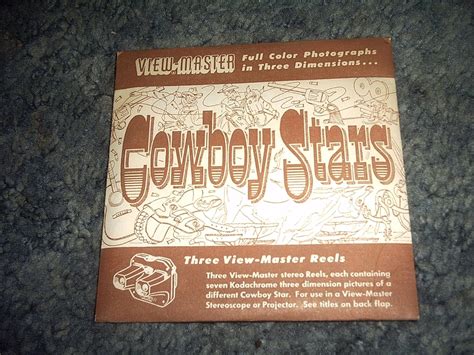 VIEW-MASTER Full Color Photographs
in Three Dimensions...
Cowboy Stars
Three View-Master Reels
Three View-Master stereo Reels, each containing
seven Kodachrome three dimension pictures of a
different Cowboy Star. For use in a View-Master
Stereoscope or Projector. See titles on back flap.